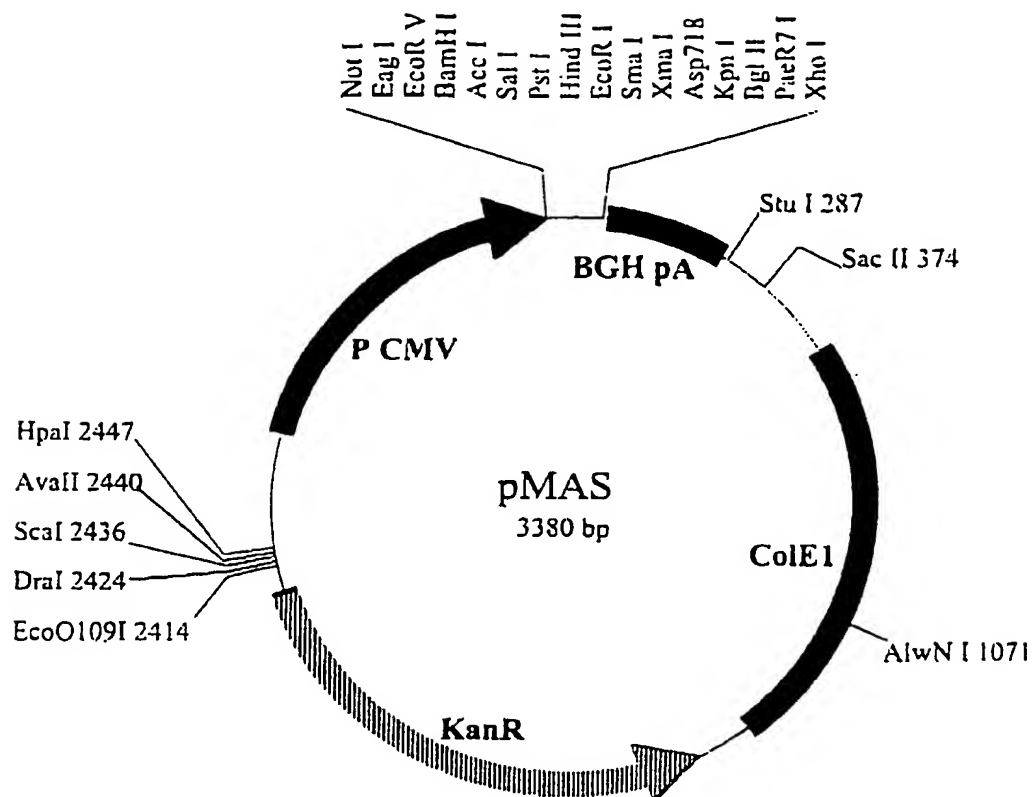 Not I
Eag I
EcoR V
BamH I
Acc I
Sal I
Pst I
Hind III
EcoR I
Sma I
Xma I
Asp718
Kpn I
Bgl II
PaeR7 I
Xho I
Stu I 287
Sac II 374
BGH pA
P CMV
HpaI 2447
AvaII 2440
ScaI 2436
DraI 2424
EcoO109I 2414
pMAS
3380 bp
ColE1
AlwN I 1071
KanR